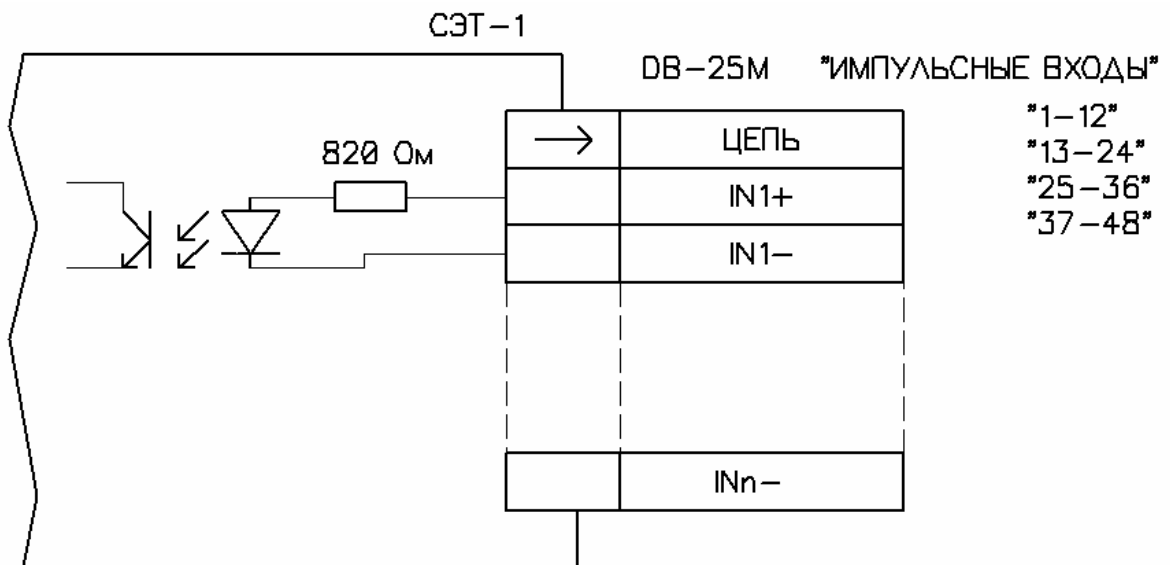 СЭТ-1
DB-25M "ИМПУЛЬСНЫЕ ВХОДЫ"
"1-12"
ЦЕПЬ
820 Ом
"13-24"
"25-36"
IN1+
"37-48"
IN1-
INn-